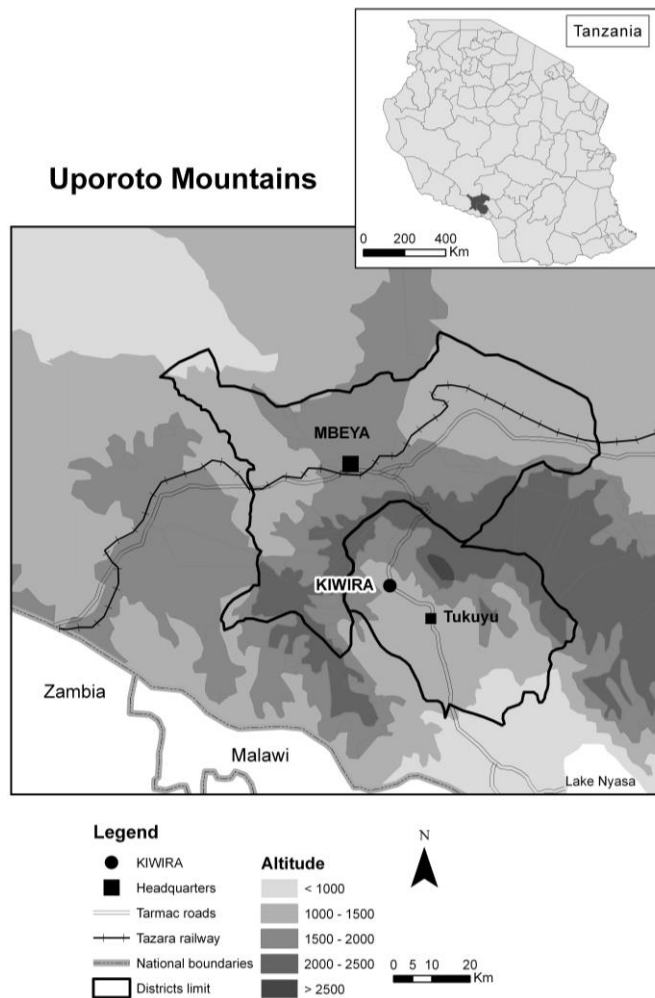 Tanzania
0 200 400
Km
Uporoto Mountains
MBEYA
KIWIRA
Tukuyu
Zambia
Malawi
Lake Nyasa
Legend
KIWIRA
Headquarters
Tarmac roads
Tazara railway
National boundaries
Districts limit
Altitude
< 1000
1000 - 1500
1500 - 2000
2000 - 2500
> 2500
N
0 5 10 20
Km